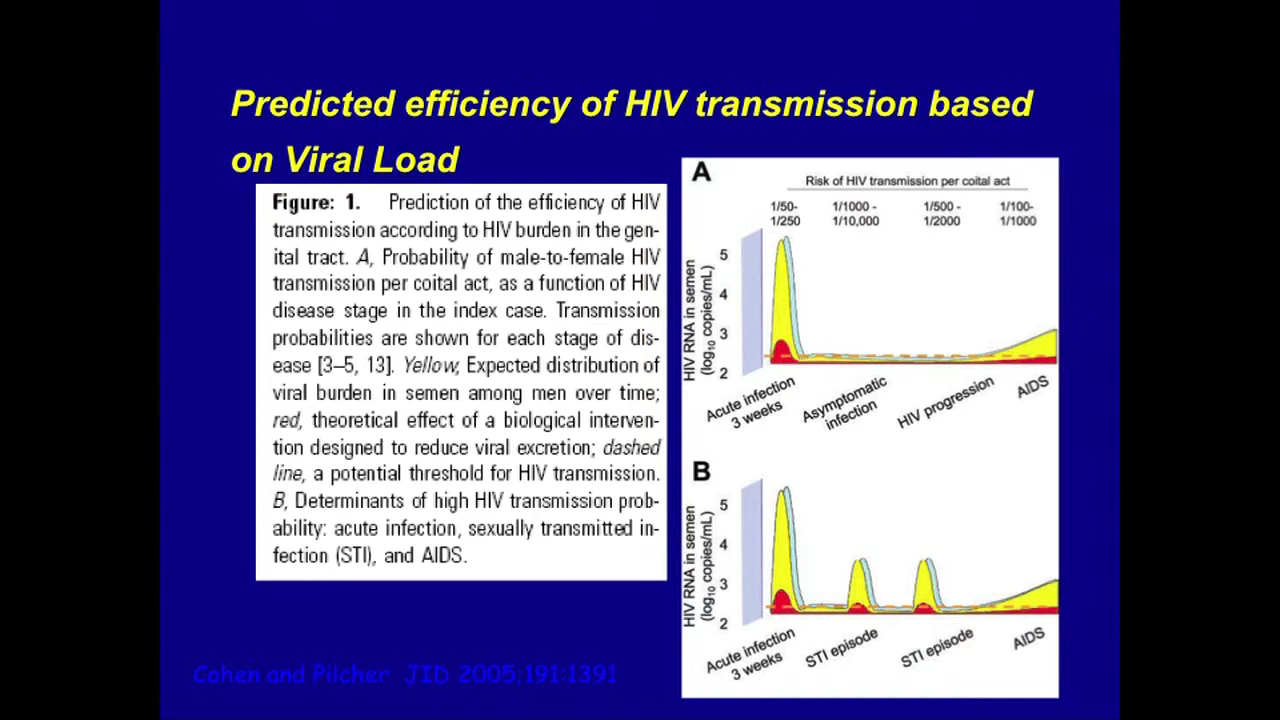 Predicted efficiency of HIV transmission based
on Viral Load
Figure: 1. Prediction of the efficiency of HIV
transmission according to HIV burden in the gen-
ital tract. A, Probability of male-to-female HIV
transmission per coital act, as a function of HIV
disease stage in the index case. Transmission
probabilities are shown for each stage of dis-
ease [3–5, 13]. Yellow, Expected distribution of
viral burden in semen among men over time;
red, theoretical effect of a biological interven-
tion designed to reduce viral excretion; dashed
line, a potential threshold for HIV transmission.
B, Determinants of high HIV transmission prob-
ability: acute infection, sexually transmitted in-
fection (STI), and AIDS.
A
Risk of HIV transmission per coital act
1/50- 1/1000 - 1/500 - 1/100-
1/250 1/10,000 1/2000 1/1000
HIV RNA in semen
(log10 copies/mL)
5
4
3
2
Acute infection
3 weeks
Asymptomatic
infection
HIV progression
AIDS
B
HIV RNA in semen
(log10 copies/mL)
5
4
3
2
Acute infection
3 weeks
STI episode
STI episode
AIDS
Cohen and Pilcher JID 2005;191:1391